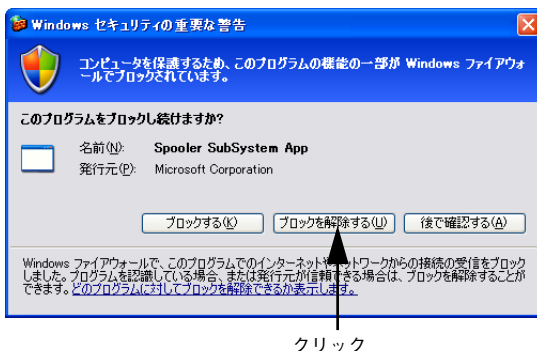 Windows セキュリティの重要な警告
コンピュータを保護するため、このプログラムの機能の一部が Windows ファイアウォ
ールでブロックされています。
このプログラムをブロックし続けますか?
名前(N): Spooler SubSystem App
発行元(P): Microsoft Corporation
ブロックする(K) ブロックを解除する(U) 後で確認する(A)
Windows ファイアウォールで、このプログラムでのインターネットやネットワークからの接続の受信をブロック
しました。プログラムを認識している場合、または発行元が信頼できる場合は、ブロックを解除することが
できます。どのプログラムに対してブロックを解除できるか表示します。
クリック